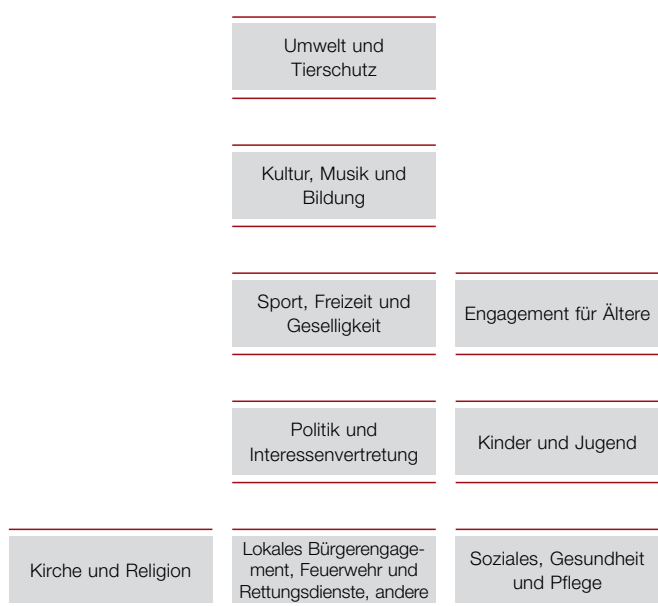 Umwelt und
Tierschutz
Kultur, Musik und
Bildung
Sport, Freizeit und
Geselligkeit
Engagement für Ältere
Politik und
Interessenvertretung
Kinder und Jugend
Kirche und Religion
Lokales Bürgerengage-
ment, Feuerwehr und
Rettungsdienste, andere
Soziales, Gesundheit
und Pflege